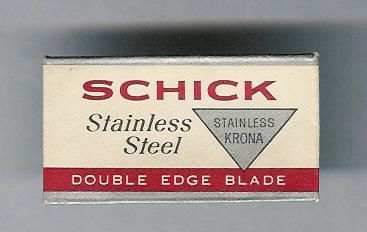 SCHICK
Stainless
Steel
STAINLESS
KRONA
DOUBLE EDGE BLADE